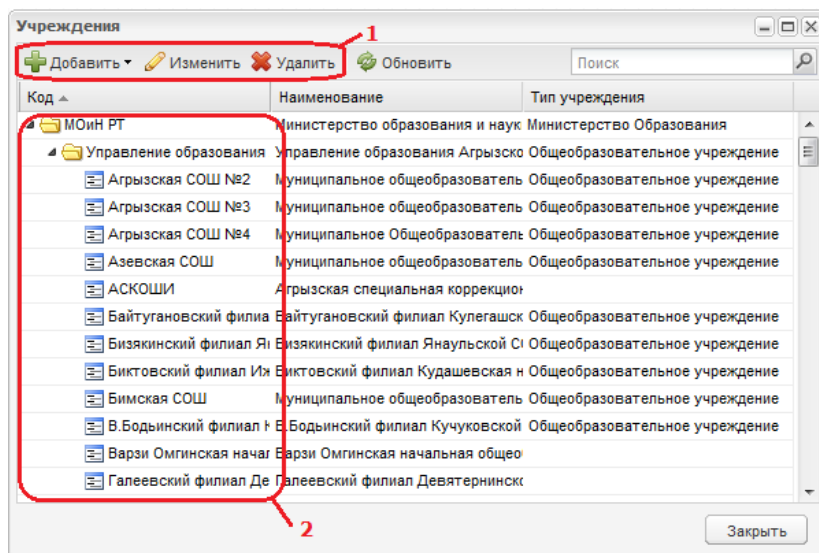 Учреждения
1
Добавить Изменить Удалить Обновить Поиск
Код Наименование Тип учреждения
МОиН РТ Министерство образования и наук Министерство Образования
Управление образования Управление образования Агрызско Общеобразовательное учреждение
Агрызская СОШ №2 Муниципальное общеобразователь Общеобразовательное учреждение
Агрызская СОШ №3 Муниципальное общеобразователь Общеобразовательное учреждение
Агрызская СОШ №4 Муниципальное Общеобразователь Общеобразовательное учреждение
Азевская СОШ Муниципальное общеобразователь Общеобразовательное учреждение
АСКОШИ Агрызская специальная коррекцион
Байтугановский филиа Байтугановский филиал Кулегашск Общеобразовательное учреждение
Бизякинский филиал Ян Бизякинский филиал Янаульской С Общеобразовательное учреждение
Биктовский филиал Иж Биктовский филиал Кудашевская н Общеобразовательное учреждение
Бимская СОШ Муниципальное общеобразователь Общеобразовательное учреждение
В.Бодьинский филиал К В.Бодьинский филиал Кучуковской Общеобразовательное учреждение
Варзи Омгинская начал Варзи Омгинская начальная общео
Галеевский филиал Де Галеевский филиал Девятернинско
2
Закрыть